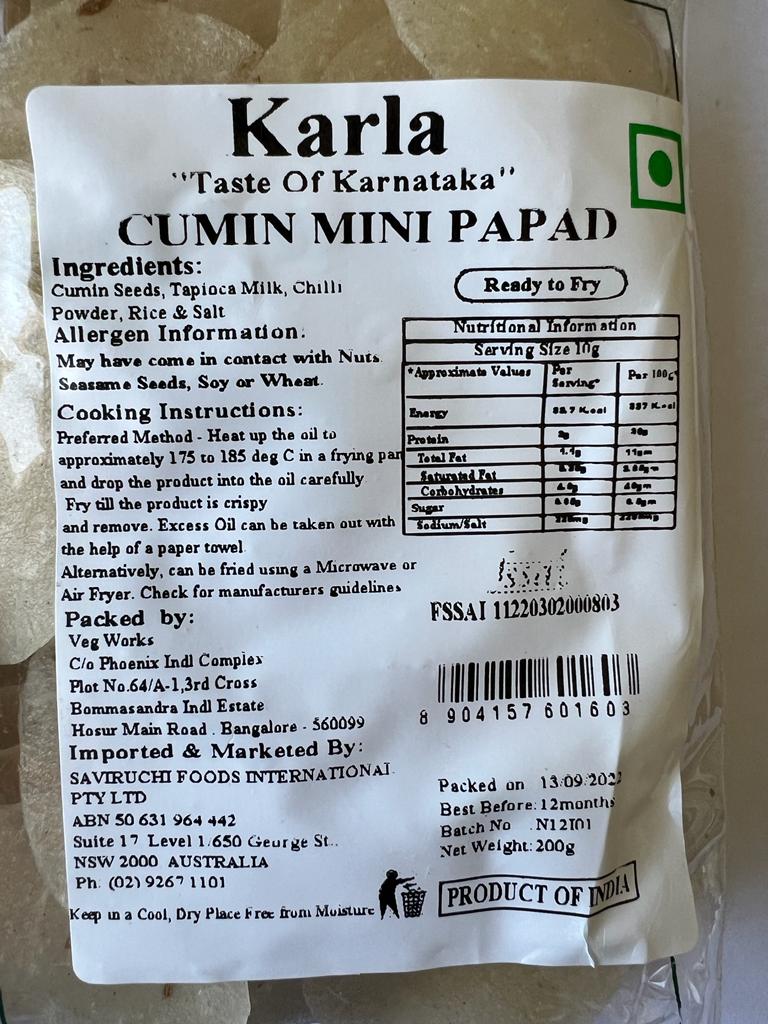 Karla
"Taste Of Karnataka"
CUMIN MINI PAPAD
Ingredients:
Cumin Seeds, Tapioca Milk, Chilli
Powder, Rice & Salt
Allergen Information:
May have come in contact with Nuts.
Seasame Seeds, Soy or Wheat.
Cooking Instructions:
Preferred Method - Heat up the oil to
approximately 175 to 185 deg C in a frying pan
and drop the product into the oil carefully
Fry till the product is crispy
and remove. Excess Oil can be taken out with
the help of a paper towel
Alternatively, can be fried using a Microwave or
Air Fryer. Check for manufacturers guidelines
Packed by:
Veg Works
C/o Phoenix Indl Complex
Plot No.64/A-1,3rd Cross
Bommasandra Indl Estate
Hosur Main Road . Bangalore - 560099
Imported & Marketed By:
SAVIRUCHI FOODS INTERNATIONAL
PTY LTD
ABN 50 631 964 442
Suite 17 Level 1/650 George St..
NSW 2000 AUSTRALIA
Ph: (02) 9267 1101
Keep in a Cool, Dry Place Free from Moisture
Ready to Fry
Nutritional Information
Serving Size 10g
*Approximate Values Per Serving* Per 100g*
Energy
Protein
Total Fat
Saturated Fat
Corbohydrates
Sugar
Sodium/Salt
fssai
FSSAI 11220302000803
8 904157 601603
Packed on 13:09:2022
Best Before: 12months
Batch No . N12T01
Net Weight: 200g
PRODUCT OF INDIA